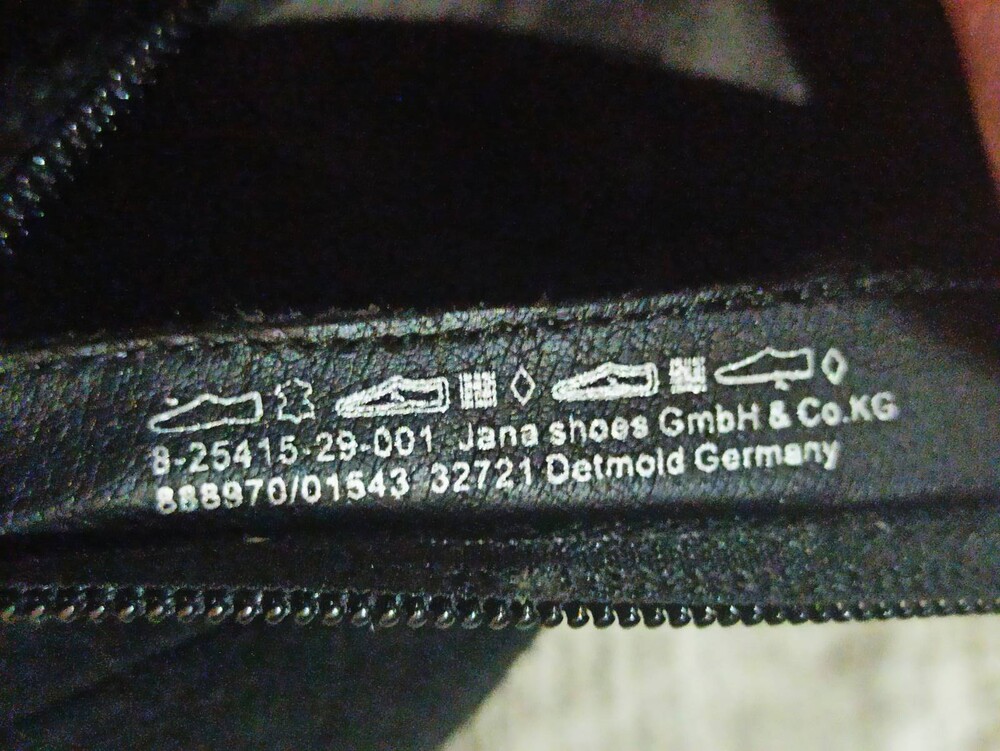 8-25415-29-001 Jana shoes GmbH & Co.KG
888970/01543 32721 Detmold Germany